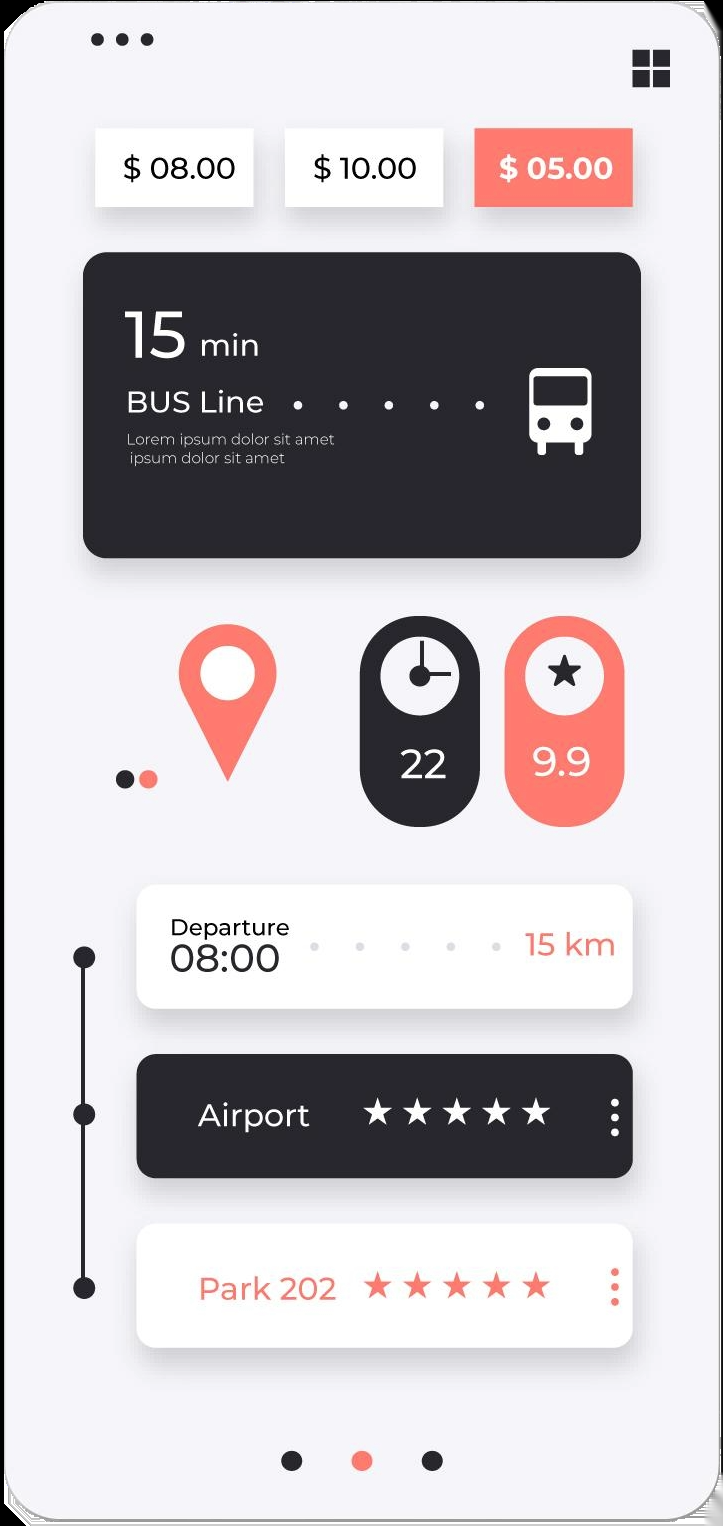 $ 08.00 $ 10.00 $ 05.00
15 min
BUS Line
Lorem ipsum dolor sit amet
ipsum dolor sit amet
22 9.9
Departure
08:00 15 km
Airport
Park 202